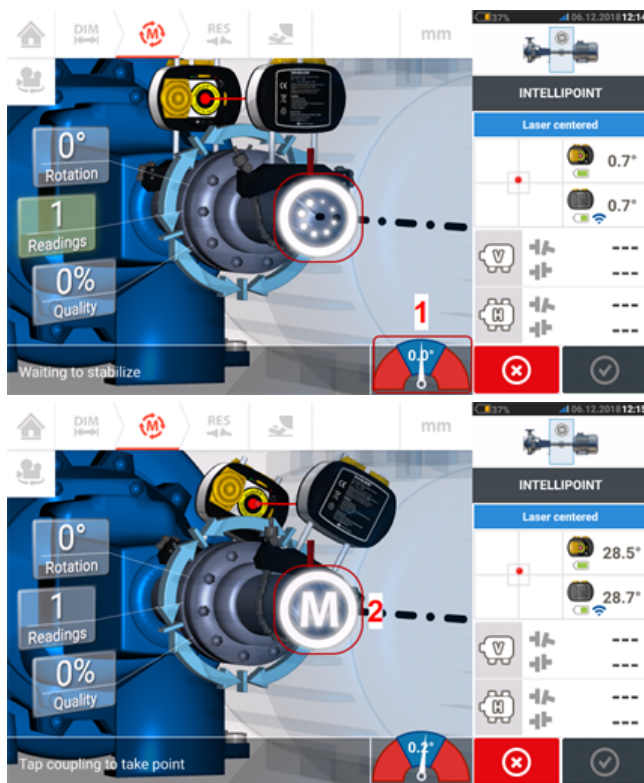 37% 06.12.2018 12:14
DIM
M
RES
mm
INTELLIPOINT
Laser centered
0°
Rotation
0.7°
1
Readings
0.7°
0%
Quality
V
---
---
1
H
---
---
0.0°
Waiting to stabilize
37% 06.12.2018 12:15
DIM
M
RES
mm
INTELLIPOINT
Laser centered
0°
Rotation
28.5°
1
Readings
28.7°
M
2
0%
Quality
V
---
---
H
---
---
0.2°
Tap coupling to take point